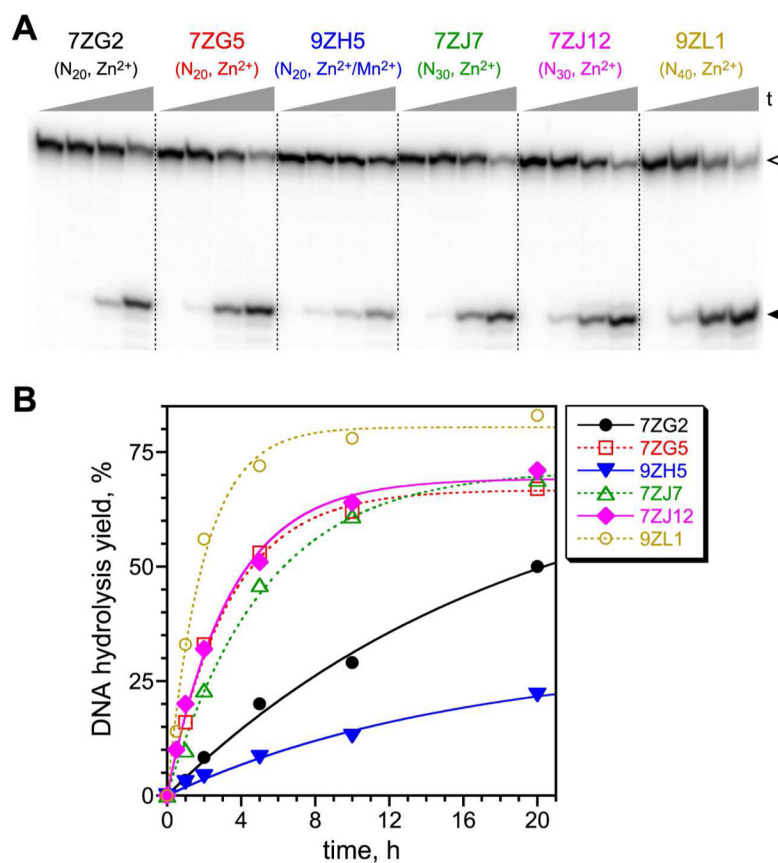 A
7ZG2 7ZG5 9ZH5 7ZJ7 7ZJ12 9ZL1
(N20, Zn2+) (N20, Zn2+) (N20, Zn2+/Mn2+) (N30, Zn2+) (N30, Zn2+) (N40, Zn2+)
t
B
DNA hydrolysis yield, %
75
50
25
0
0 4 8 12 16 20
time, h
7ZG2
7ZG5
9ZH5
7ZJ7
7ZJ12
9ZL1